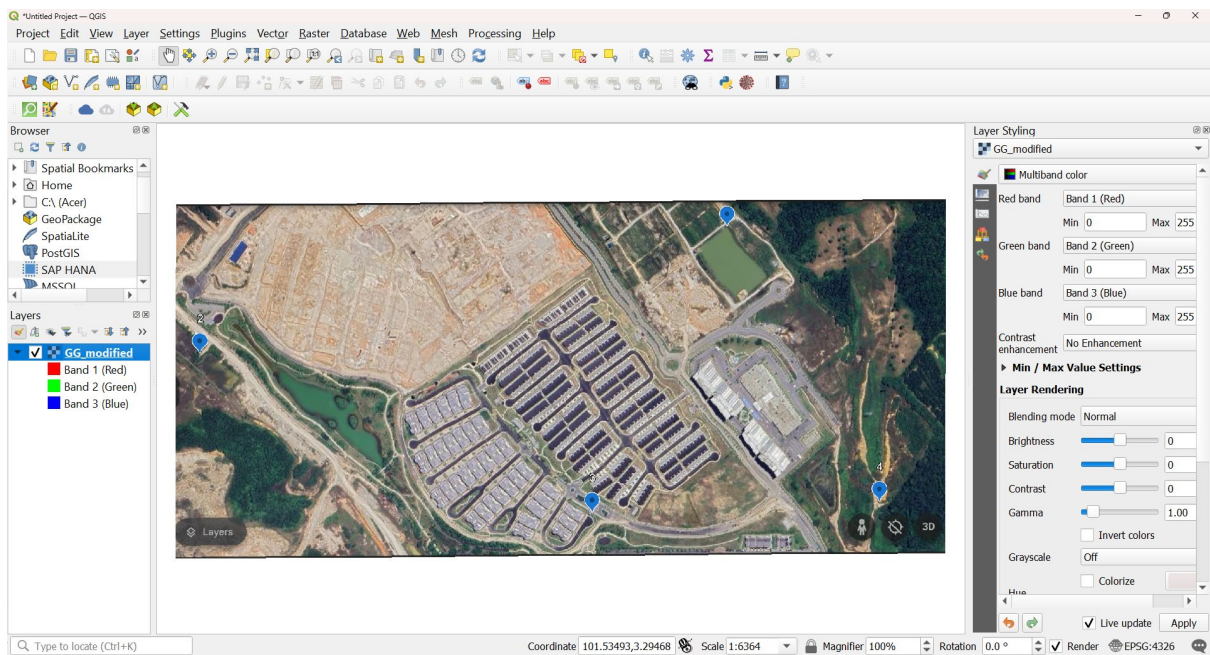 *Untitled Project — QGIS
Project Edit View Layer Settings Plugins Vector Raster Database Web Mesh Processing Help
Browser
Spatial Bookmarks
Home
C:\ (Acer)
GeoPackage
SpatiaLite
PostGIS
SAP HANA
MSSQL
Layers
GG_modified
Band 1 (Red)
Band 2 (Green)
Band 3 (Blue)
2
4
Layers
3D
Layer Styling
GG_modified
Multiband color
Red band Band 1 (Red)
Min 0 Max 255
Green band Band 2 (Green)
Min 0 Max 255
Blue band Band 3 (Blue)
Min 0 Max 255
Contrast enhancement No Enhancement
Min / Max Value Settings
Layer Rendering
Blending mode Normal
Brightness 0
Saturation 0
Contrast 0
Gamma 1.00
Invert colors
Grayscale Off
Colorize
Hue
Live update Apply
Type to locate (Ctrl+K)
Coordinate 101.53493,3.29468 Scale 1:6364 Magnifier 100% Rotation 0.0 ° Render EPSG:4326